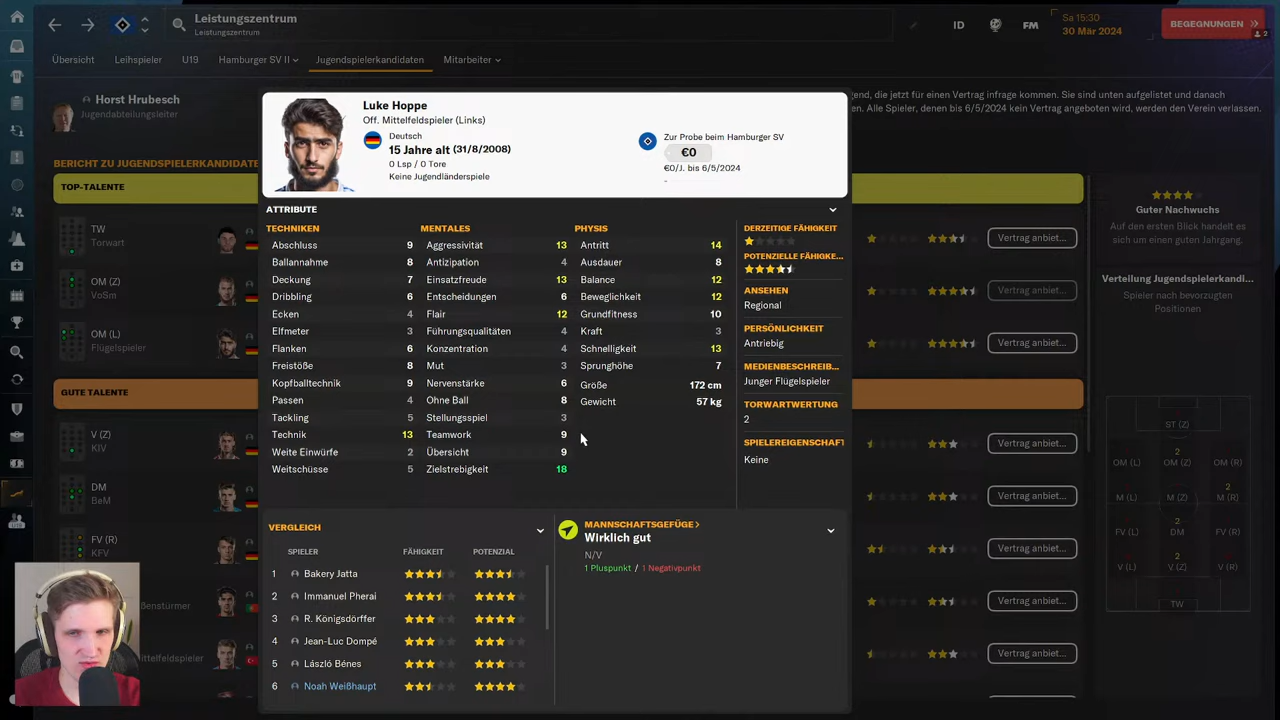 Leistungszentrum
Leistungszentrum
ID
FM
Sa 15:30
30 Mär 2024
BEGEGNUNGEN
2
Übersicht
Leihspieler
U19
Hamburger SV II
Jugendspielerkandidaten
Mitarbeiter
Horst Hrubesch
Jugendabteilungsleiter
gend, die jetzt für einen Vertrag infrage kommen. Sie sind unten aufgelistet und danach
Alle Spieler, denen bis 6/5/2024 kein Vertrag angeboten wird, werden den Verein verlassen.
BERICHT ZU JUGENDSPIELERKANDIDATE
TOP-TALENTE
TW
Torwart
Vertrag anbiet...
OM (Z)
VoSm
Vertrag anbiet...
OM (L)
Flügelspieler
Vertrag anbiet...
GUTE TALENTE
V (Z)
KIV
Vertrag anbiet...
DM
BeM
Vertrag anbiet...
FV (R)
KFV
Vertrag anbiet...
Vertrag anbiet...
Vertrag anbiet...
Guter Nachwuchs
Auf den ersten Blick handelt es
sich um einen guten Jahrgang.
Verteilung Jugendspielerkandi...
Spieler nach bevorzugten
Positionen
ST (Z)
2
OM (L)
OM (Z)
OM (R)
2
2
M (L)
M (Z)
M (R)
2
FV (L)
DM
FV (R)
2
V (L)
V (Z)
V (R)
TW
Luke Hoppe
Off. Mittelfeldspieler (Links)
Deutsch
15 Jahre alt (31/8/2008)
0 Lsp / 0 Tore
Keine Jugendländerspiele
Zur Probe beim Hamburger SV
€0
€0/J. bis 6/5/2024
-
ATTRIBUTE
TECHNIKEN
Abschluss 9
Ballannahme 8
Deckung 7
Dribbling 6
Ecken 4
Elfmeter 3
Flanken 6
Freistöße 8
Kopfballtechnik 9
Passen 4
Tackling 5
Technik 13
Weite Einwürfe 2
Weitschüsse 5
MENTALES
Aggressivität 13
Antizipation 4
Einsatzfreude 13
Entscheidungen 6
Flair 12
Führungsqualitäten 4
Konzentration 4
Mut 3
Nervenstärke 6
Ohne Ball 8
Stellungsspiel 3
Teamwork 9
Übersicht 9
Zielstrebigkeit 18
PHYSIS
Antritt 14
Ausdauer 8
Balance 12
Beweglichkeit 12
Grundfitness 10
Kraft 3
Schnelligkeit 13
Sprunghöhe 7
Größe 172 cm
Gewicht 57 kg
DERZEITIGE FÄHIGKEIT
POTENZIELLE FÄHIGKE...
ANSEHEN
Regional
PERSÖNLICHKEIT
Antriebig
MEDIENBESCHREIB...
Junger Flügelspieler
TORWARTWERTUNG
2
SPIELEREIGENSCHAFT
Keine
VERGLEICH
SPIELER FÄHIGKEIT POTENZIAL
1 Bakery Jatta
2 Immanuel Pherai
3 R. Königsdörffer
4 Jean-Luc Dompé
5 László Bénes
6 Noah Weißhaupt
MANNSCHAFTSGEFÜGE
Wirklich gut
N/V
1 Pluspunkt / 1 Negativpunkt